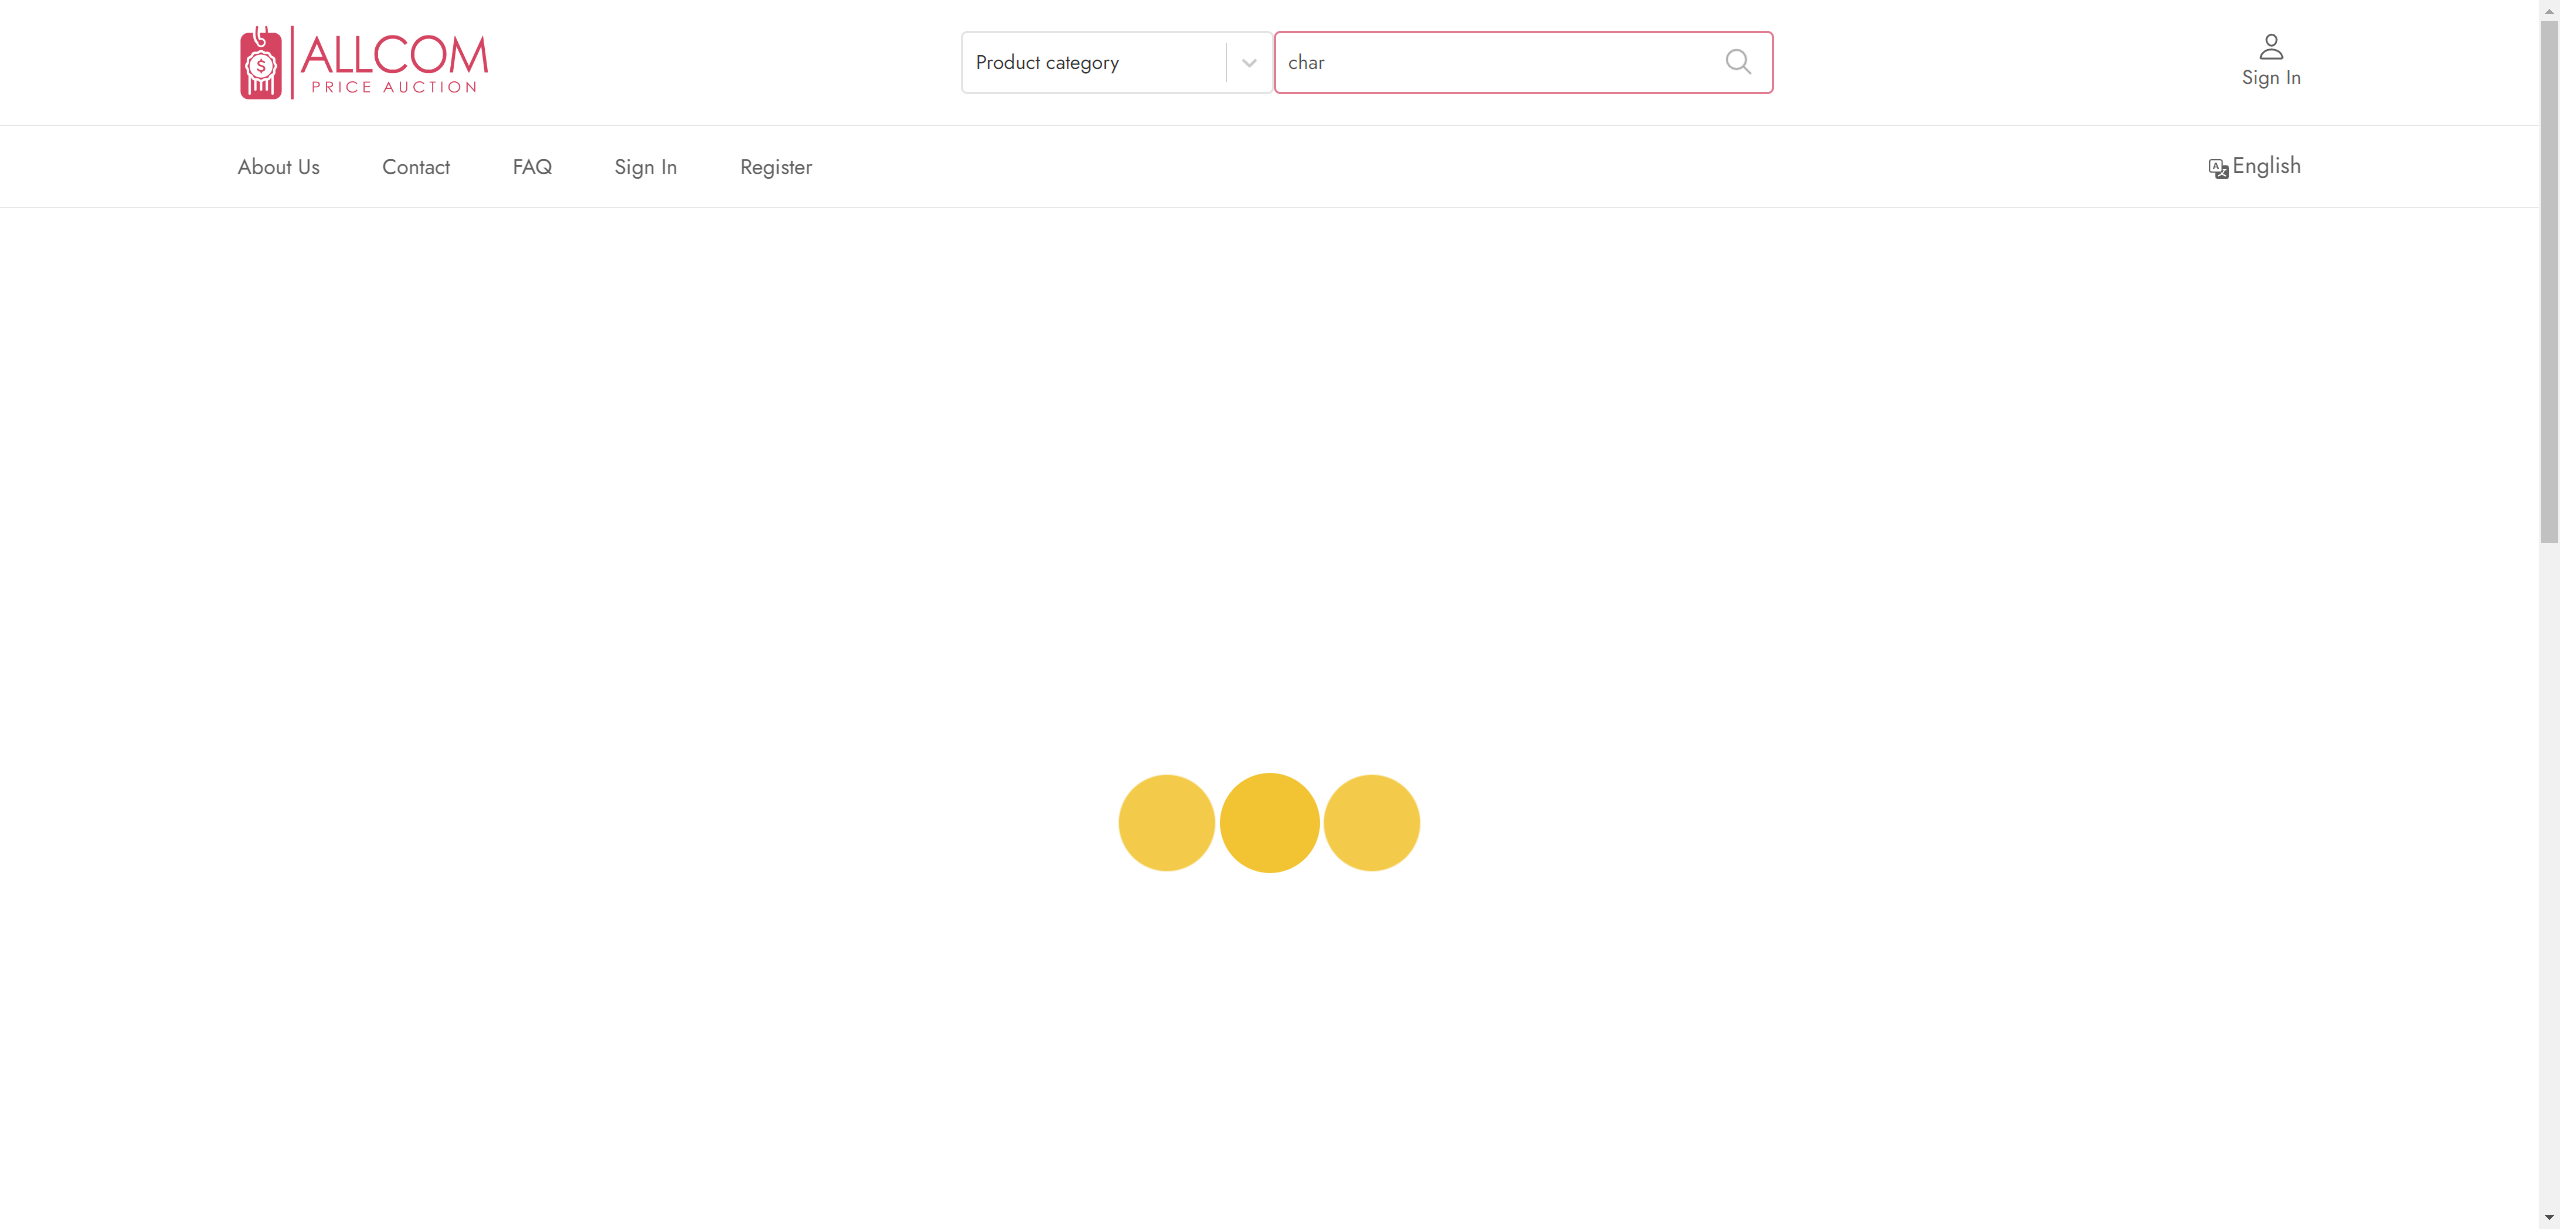 ALLCOM
PRICE AUCTION
Product category
char
Sign In
About Us
Contact
FAQ
Sign In
Register
English